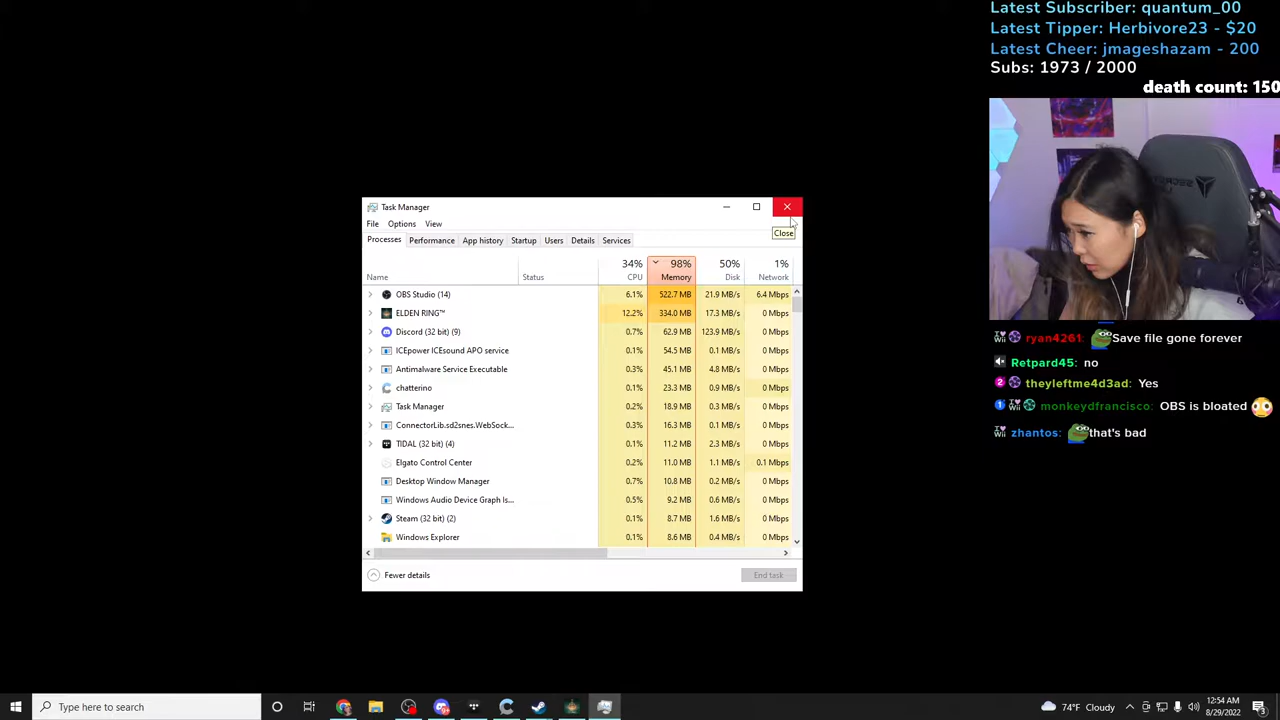 Latest Subscriber: quantum_00
Latest Tipper: Herbivore23 - $20
Latest Cheer: jmageshazam - 200
Subs: 1973 / 2000
death count: 150
Task Manager
File Options View
Close
Processes Performance App history Startup Users Details Services
34% 98% 50% 1%
Name Status CPU Memory Disk Network
OBS Studio (14) 6.1% 522.7 MB 21.9 MB/s 6.4 Mbps
ELDEN RING™ 12.2% 334.0 MB 17.3 MB/s 0 Mbps
Discord (32 bit) (9) 0.7% 62.9 MB 123.9 MB/s 0 Mbps
ICEpower ICEsound APO service 0.1% 54.5 MB 0.1 MB/s 0 Mbps
Antimalware Service Executable 0.3% 45.1 MB 4.8 MB/s 0 Mbps
chatterino 0.1% 23.3 MB 0.9 MB/s 0 Mbps
Task Manager 0.2% 18.9 MB 0.3 MB/s 0 Mbps
ConnectorLib.sd2snes.WebSock... 0.3% 16.3 MB 0.1 MB/s 0 Mbps
TIDAL (32 bit) (4) 0.1% 11.2 MB 2.3 MB/s 0 Mbps
Elgato Control Center 0.2% 11.0 MB 1.1 MB/s 0.1 Mbps
Desktop Window Manager 0.7% 10.8 MB 0.2 MB/s 0 Mbps
Windows Audio Device Graph Is... 0.5% 9.2 MB 0.6 MB/s 0 Mbps
Steam (32 bit) (2) 0.1% 8.7 MB 1.6 MB/s 0 Mbps
Windows Explorer 0.1% 8.6 MB 0.4 MB/s 0 Mbps
Fewer details End task
ryan4261: Save file gone forever
Retpard45: no
theyleftme4d3ad: Yes
monkeydfrancisco: OBS is bloated
zhantos: that's bad
Type here to search
74°F Cloudy
12:54 AM
8/29/2022